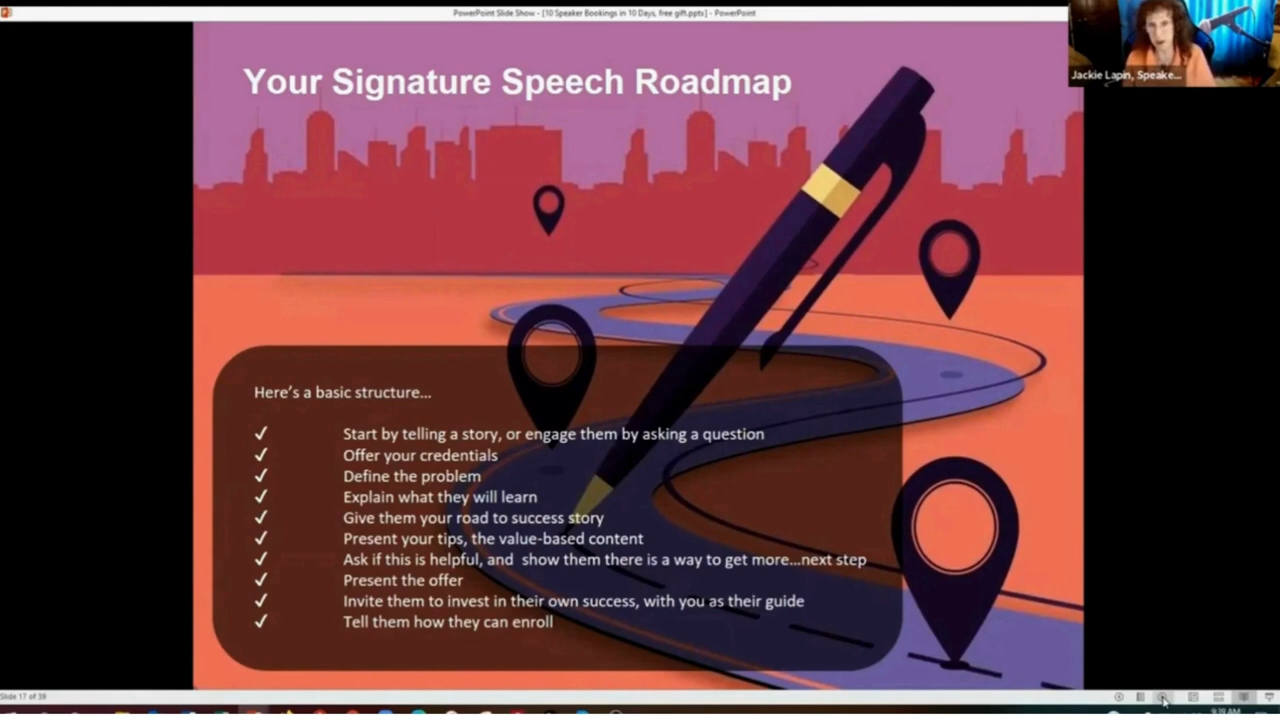 PowerPoint Slide Show - [10 Speaker Bookings in 10 Days, free gift.pptx] - PowerPoint
Jackie Lapin, Speake...
Your Signature Speech Roadmap
Here's a basic structure...
✓ Start by telling a story, or engage them by asking a question
✓ Offer your credentials
✓ Define the problem
✓ Explain what they will learn
✓ Give them your road to success story
✓ Present your tips, the value-based content
✓ Ask if this is helpful, and show them there is a way to get more...next step
✓ Present the offer
✓ Invite them to invest in their own success, with you as their guide
✓ Tell them how they can enroll
Slide 17 of 39
9:39 AM